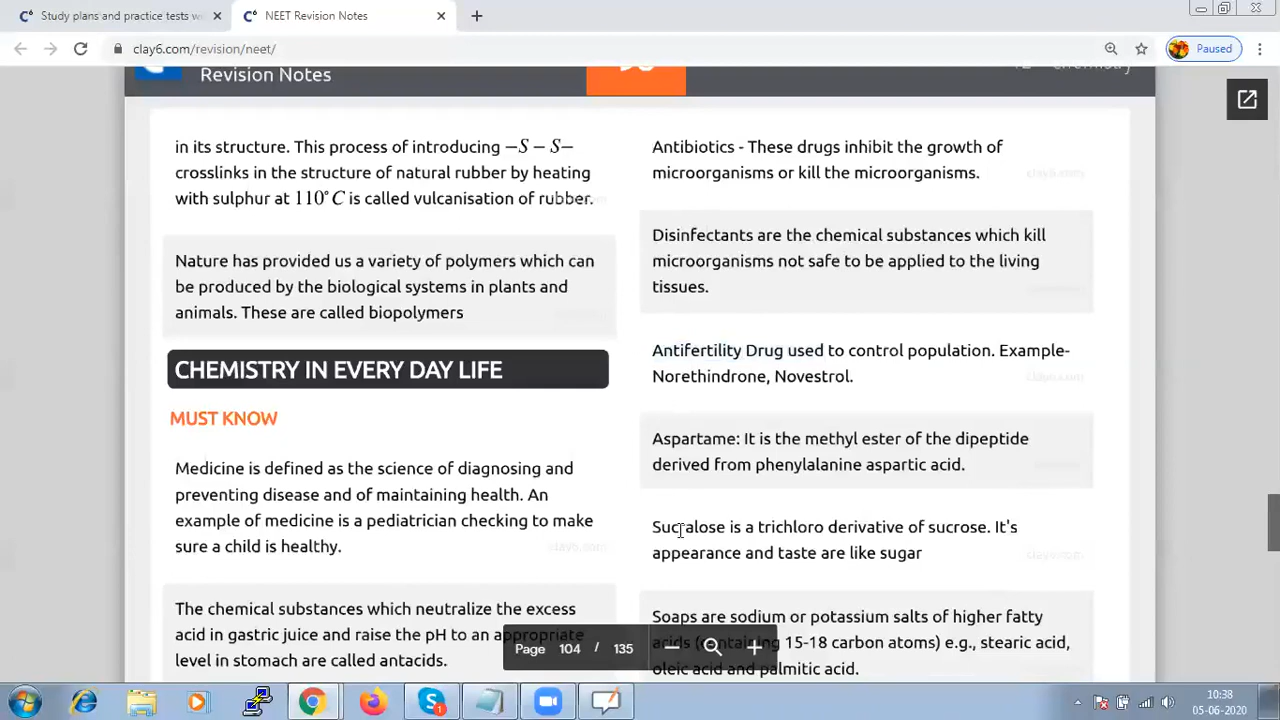 Study plans and practice tests w
NEET Revision Notes
clay6.com/revision/neet/
Paused
Revision Notes
Chemistry
in its structure. This process of introducing −S − S−
crosslinks in the structure of natural rubber by heating
with sulphur at 110° C is called vulcanisation of rubber.
Nature has provided us a variety of polymers which can
be produced by the biological systems in plants and
animals. These are called biopolymers
CHEMISTRY IN EVERY DAY LIFE
MUST KNOW
Medicine is defined as the science of diagnosing and
preventing disease and of maintaining health. An
example of medicine is a pediatrician checking to make
sure a child is healthy.
clay6.com
The chemical substances which neutralize the excess
acid in gastric juice and raise the pH to an appropriate
level in stomach are called antacids.
Antibiotics - These drugs inhibit the growth of
microorganisms or kill the microorganisms.
clay6.com
Disinfectants are the chemical substances which kill
microorganisms not safe to be applied to the living
tissues.
Antifertility Drug used to control population. Example-
Norethindrone, Novestrol.
clay6.com
Aspartame: It is the methyl ester of the dipeptide
derived from phenylalanine aspartic acid.
Sucralose is a trichloro derivative of sucrose. It's
appearance and taste are like sugar
clay6.com
Soaps are sodium or potassium salts of higher fatty
acids (containing 15-18 carbon atoms) e.g., stearic acid,
oleic acid and palmitic acid.
Page 104 / 135
10:38
05-06-2020